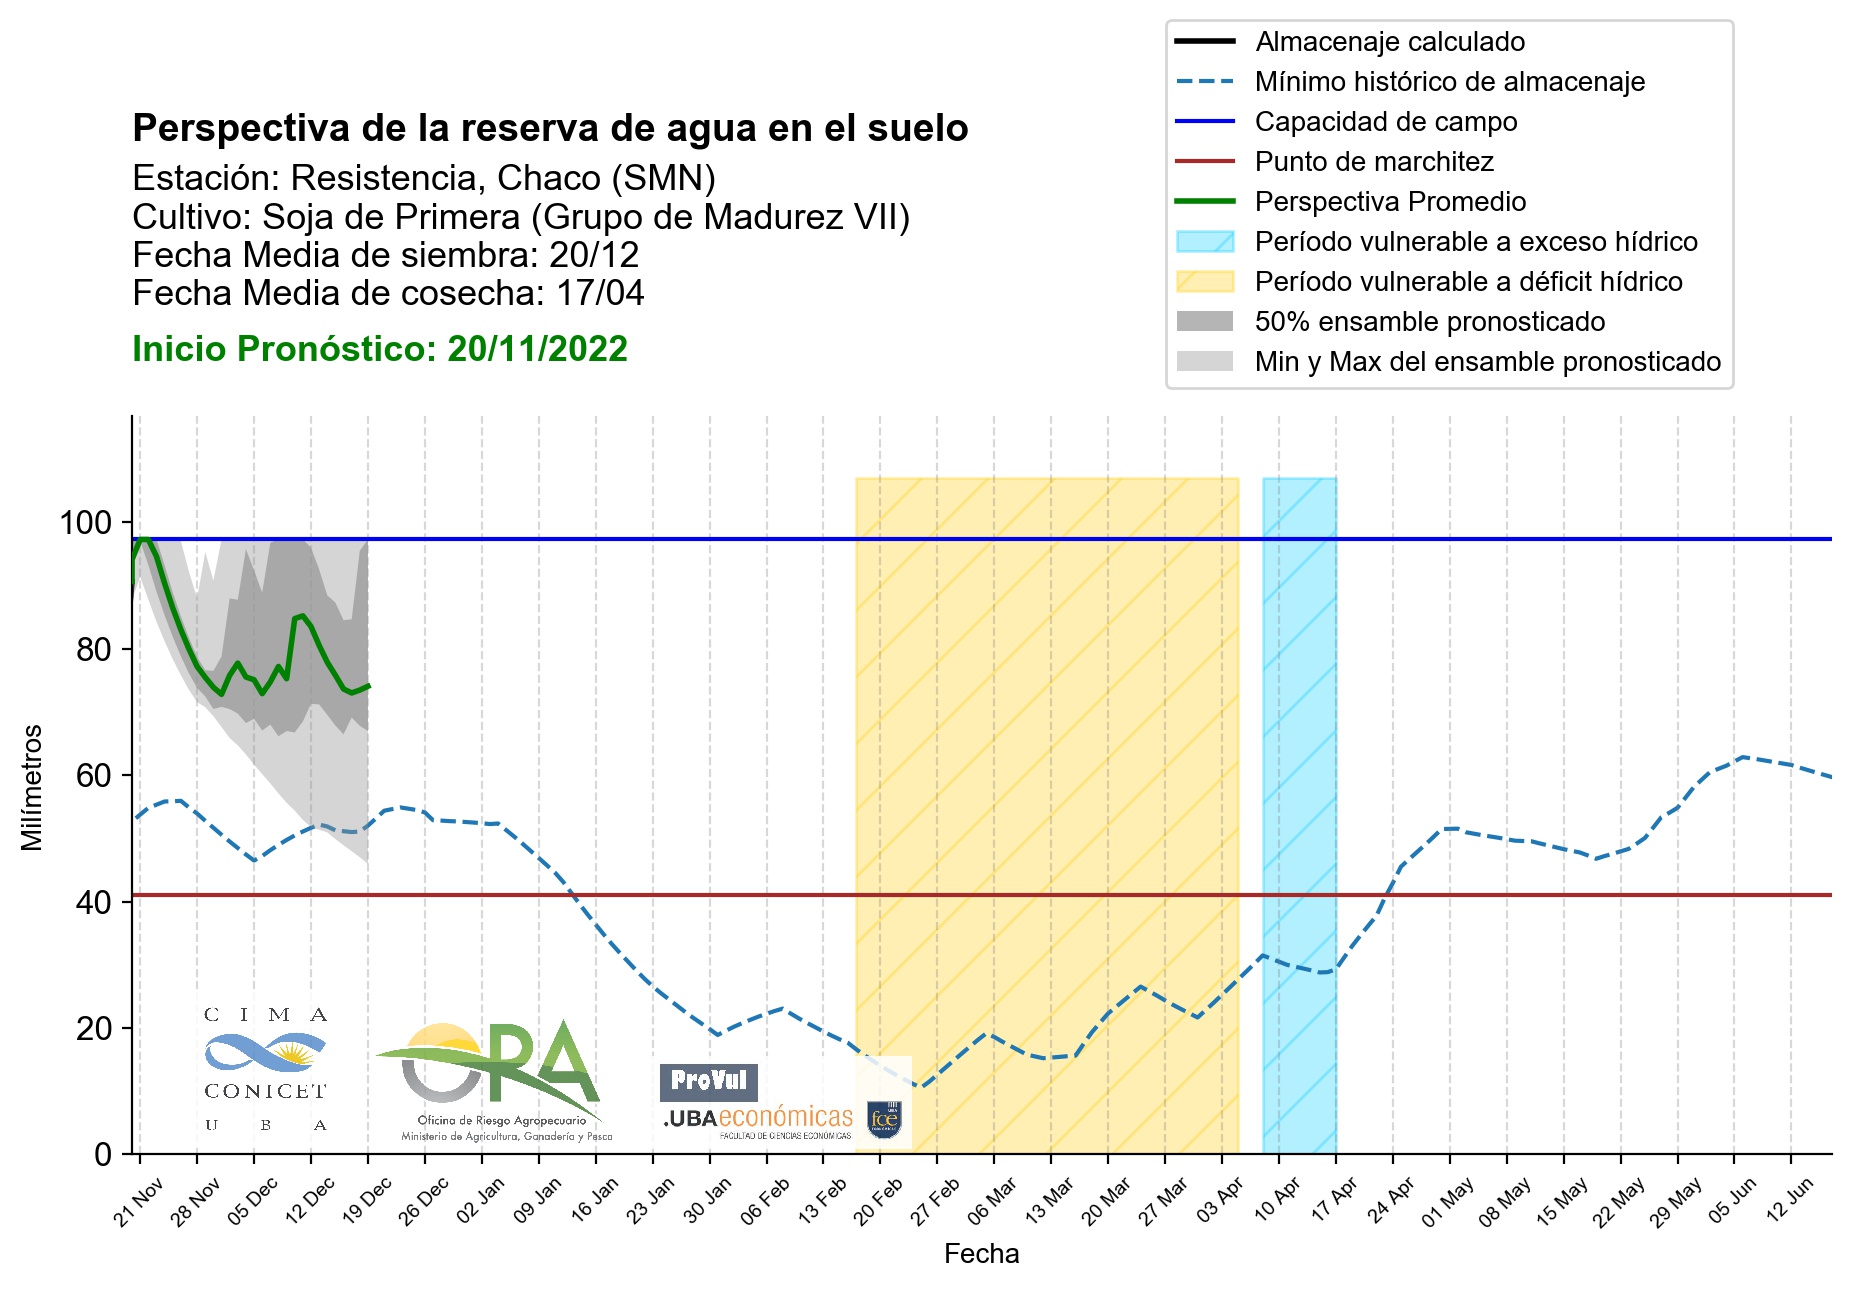 Almacenaje calculado
Mínimo histórico de almacenaje
Capacidad de campo
Punto de marchitez
Perspectiva Promedio
Período vulnerable a exceso hídrico
Período vulnerable a déficit hídrico
50% ensamble pronosticado
Min y Max del ensamble pronosticado
Perspectiva de la reserva de agua en el suelo
Estación: Resistencia, Chaco (SMN)
Cultivo: Soja de Primera (Grupo de Madurez VII)
Fecha Media de siembra: 20/12
Fecha Media de cosecha: 17/04
Inicio Pronóstico: 20/11/2022
100
80
60
40
20
0
Milímetros
CIMA
CONICET
UBA
ORA
Oficina de Riesgo Agropecuario
Ministerio de Agricultura, Ganadería y Pesca
ProVul
.UBAeconómicas
FACULTAD DE CIENCIAS ECONÓMICAS
fce
21 Nov
28 Nov
05 Dec
12 Dec
19 Dec
26 Dec
02 Jan
09 Jan
16 Jan
23 Jan
30 Jan
06 Feb
13 Feb
20 Feb
27 Feb
06 Mar
13 Mar
20 Mar
27 Mar
03 Apr
10 Apr
17 Apr
24 Apr
01 May
08 May
15 May
22 May
29 May
05 Jun
12 Jun
Fecha